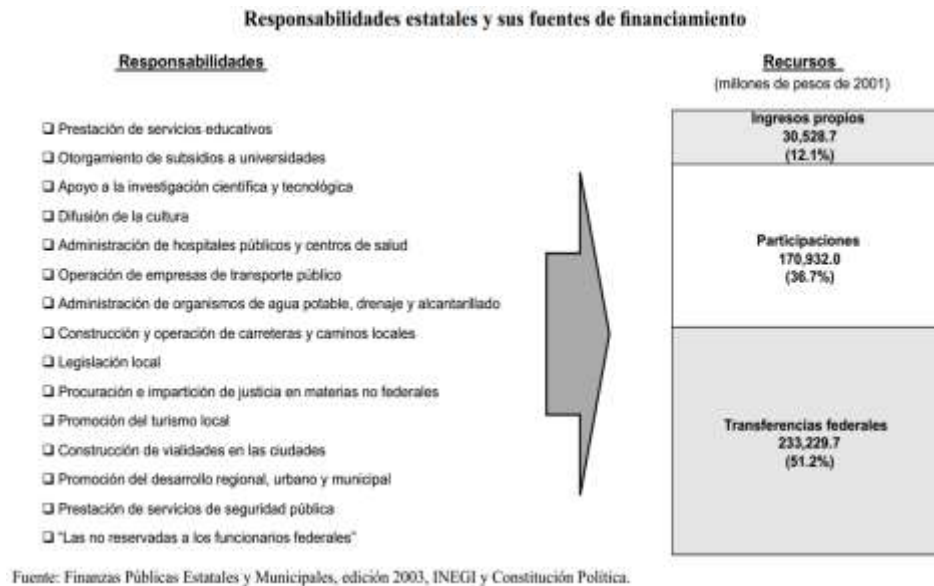 Responsabilidades estatales y sus fuentes de financiamiento
Responsabilidades
❑ Prestación de servicios educativos
❑ Otorgamiento de subsidios a universidades
❑ Apoyo a la investigación científica y tecnológica
❑ Difusión de la cultura
❑ Administración de hospitales públicos y centros de salud
❑ Operación de empresas de transporte público
❑ Administración de organismos de agua potable, drenaje y alcantarillado
❑ Construcción y operación de carreteras y caminos locales
❑ Legislación local
❑ Procuración e impartición de justicia en materias no federales
❑ Promoción del turismo local
❑ Construcción de vialidades en las ciudades
❑ Promoción del desarrollo regional, urbano y municipal
❑ Prestación de servicios de seguridad pública
❑ "Las no reservadas a los funcionarios federales"
Recursos
(millones de pesos de 2001)
Ingresos propios
30,528.7
(12.1%)
Participaciones
170,932.0
(36.7%)
Transferencias federales
233,229.7
(51.2%)
Fuente: Finanzas Públicas Estatales y Municipales, edición 2003, INEGI y Constitución Política.